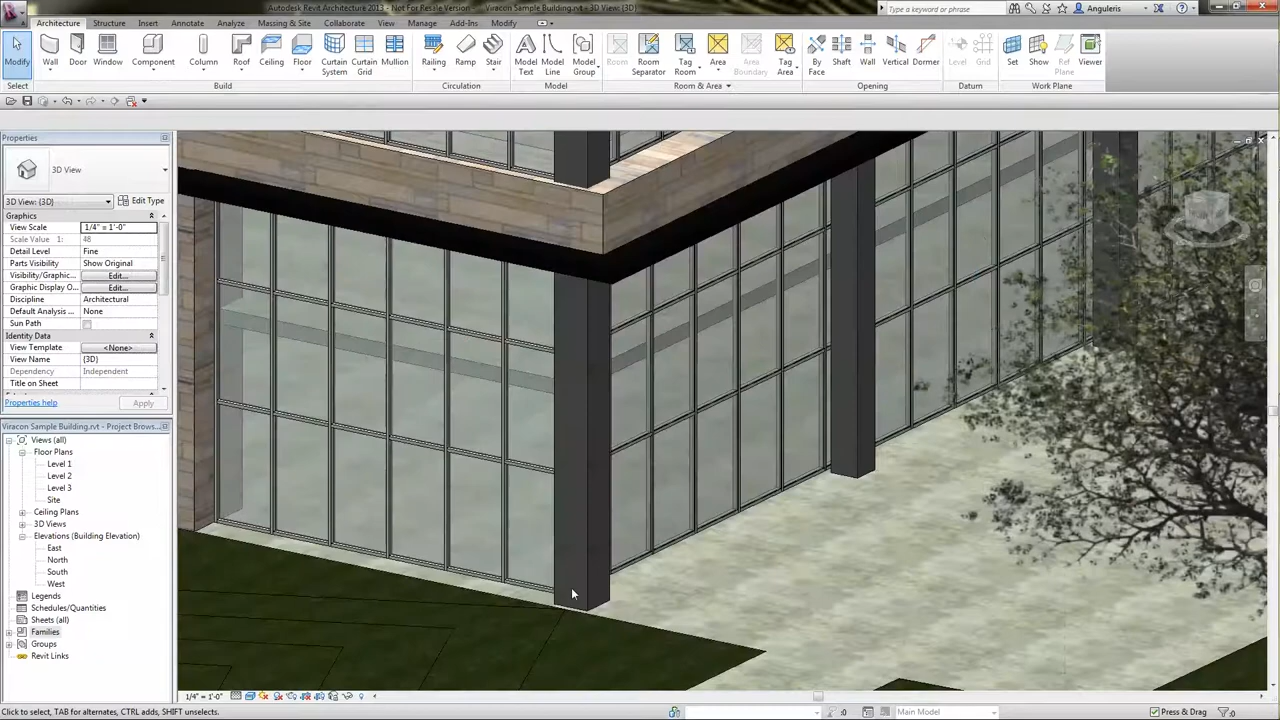 Autodesk Revit Architecture 2013 - Not For Resale Version - Viracon Sample Building.rvt - 3D View: {3D}
Type a keyword or phrase
Anguleris
Architecture Structure Insert Annotate Analyze Massing & Site Collaborate View Manage Add-Ins Modify
Modify Wall Door Window Component Column Roof Ceiling Floor Curtain System Curtain Grid Mullion Railing Ramp Stair Model Text Model Line Model Group Room Room Separator Tag Room Area Area Boundary Tag Area By Face Shaft Wall Vertical Dormer Level Grid Set Show Ref Plane Viewer
Select Build Circulation Model Room & Area Opening Datum Work Plane
Properties
3D View
3D View: {3D} Edit Type
Graphics
View Scale 1/4" = 1'-0"
Scale Value 1: 48
Detail Level Fine
Parts Visibility Show Original
Visibility/Graphic... Edit...
Graphic Display O... Edit...
Discipline Architectural
Default Analysis ... None
Sun Path
Identity Data
View Template <None>
View Name {3D}
Dependency Independent
Title on Sheet
Properties help Apply
Viracon Sample Building.rvt - Project Brows...
Views (all)
Floor Plans
Level 1
Level 2
Level 3
Site
Ceiling Plans
3D Views
Elevations (Building Elevation)
East
North
South
West
Legends
Schedules/Quantities
Sheets (all)
Families
Groups
Revit Links
1/4" = 1'-0"
Click to select, TAB for alternates, CTRL adds, SHIFT unselects.
:0
Main Model
Press & Drag
:0